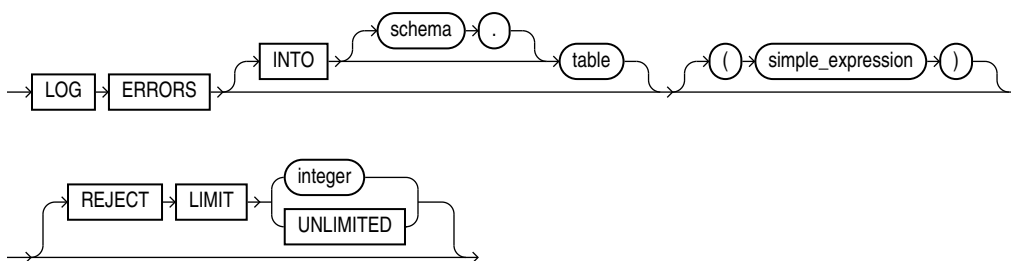 schema .
INTO table ( simple_expression )
LOG ERRORS
integer
REJECT LIMIT
UNLIMITED